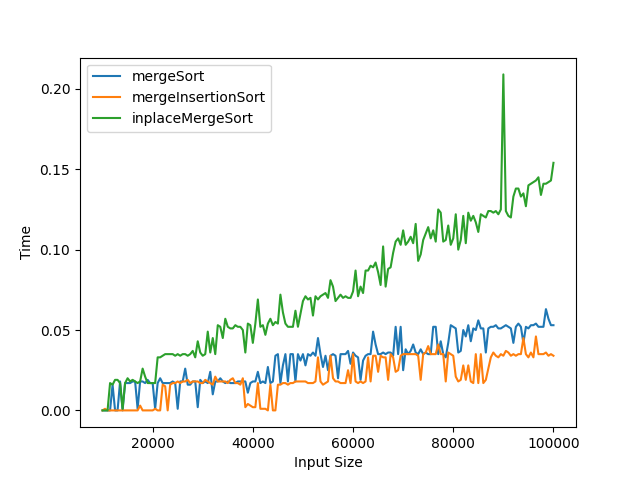 mergeSort
mergeInsertionSort
inplaceMergeSort
0.20
0.15
0.10
0.05
0.00
Time
20000 40000 60000 80000 100000
Input Size